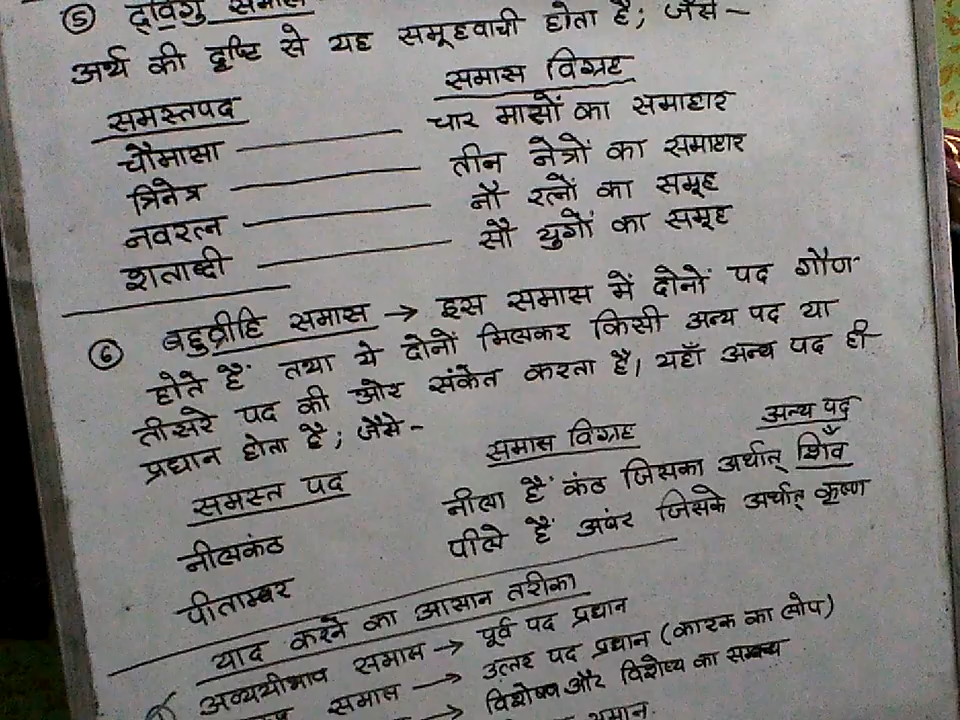 ⑤ द्विगु समास
अर्थ की दृष्टि से यह समूहवाची होता है; जैसे -
समस्तपद समास विग्रह
चौमासा चार मासों का समाहार
त्रिनेत्र तीन नेत्रों का समाहार
नवरत्न नौ रत्नों का समूह
शताब्दी सौ युगों का समूह
⑥ बहुव्रीहि समास → इस समास में दोनों पद गौण
होते हैं तथा ये दोनों मिलकर किसी अन्य पद या
तीसरे पद की ओर संकेत करता है, यहाँ अन्य पद ही
प्रधान होता है; जैसे -
समस्त पद समास विग्रह अन्य पद
नीलकंठ नीला है कंठ जिसका अर्थात् शिव
पीताम्बर पीले हैं अंबर जिसके अर्थात् कृष्ण
याद करने का आसान तरीका
अव्ययीभाव समास → पूर्व पद प्रधान
समास → उत्तर पद प्रधान (कारक का लोप)
→ विशेषण और विशेष्य का सम्बन्ध